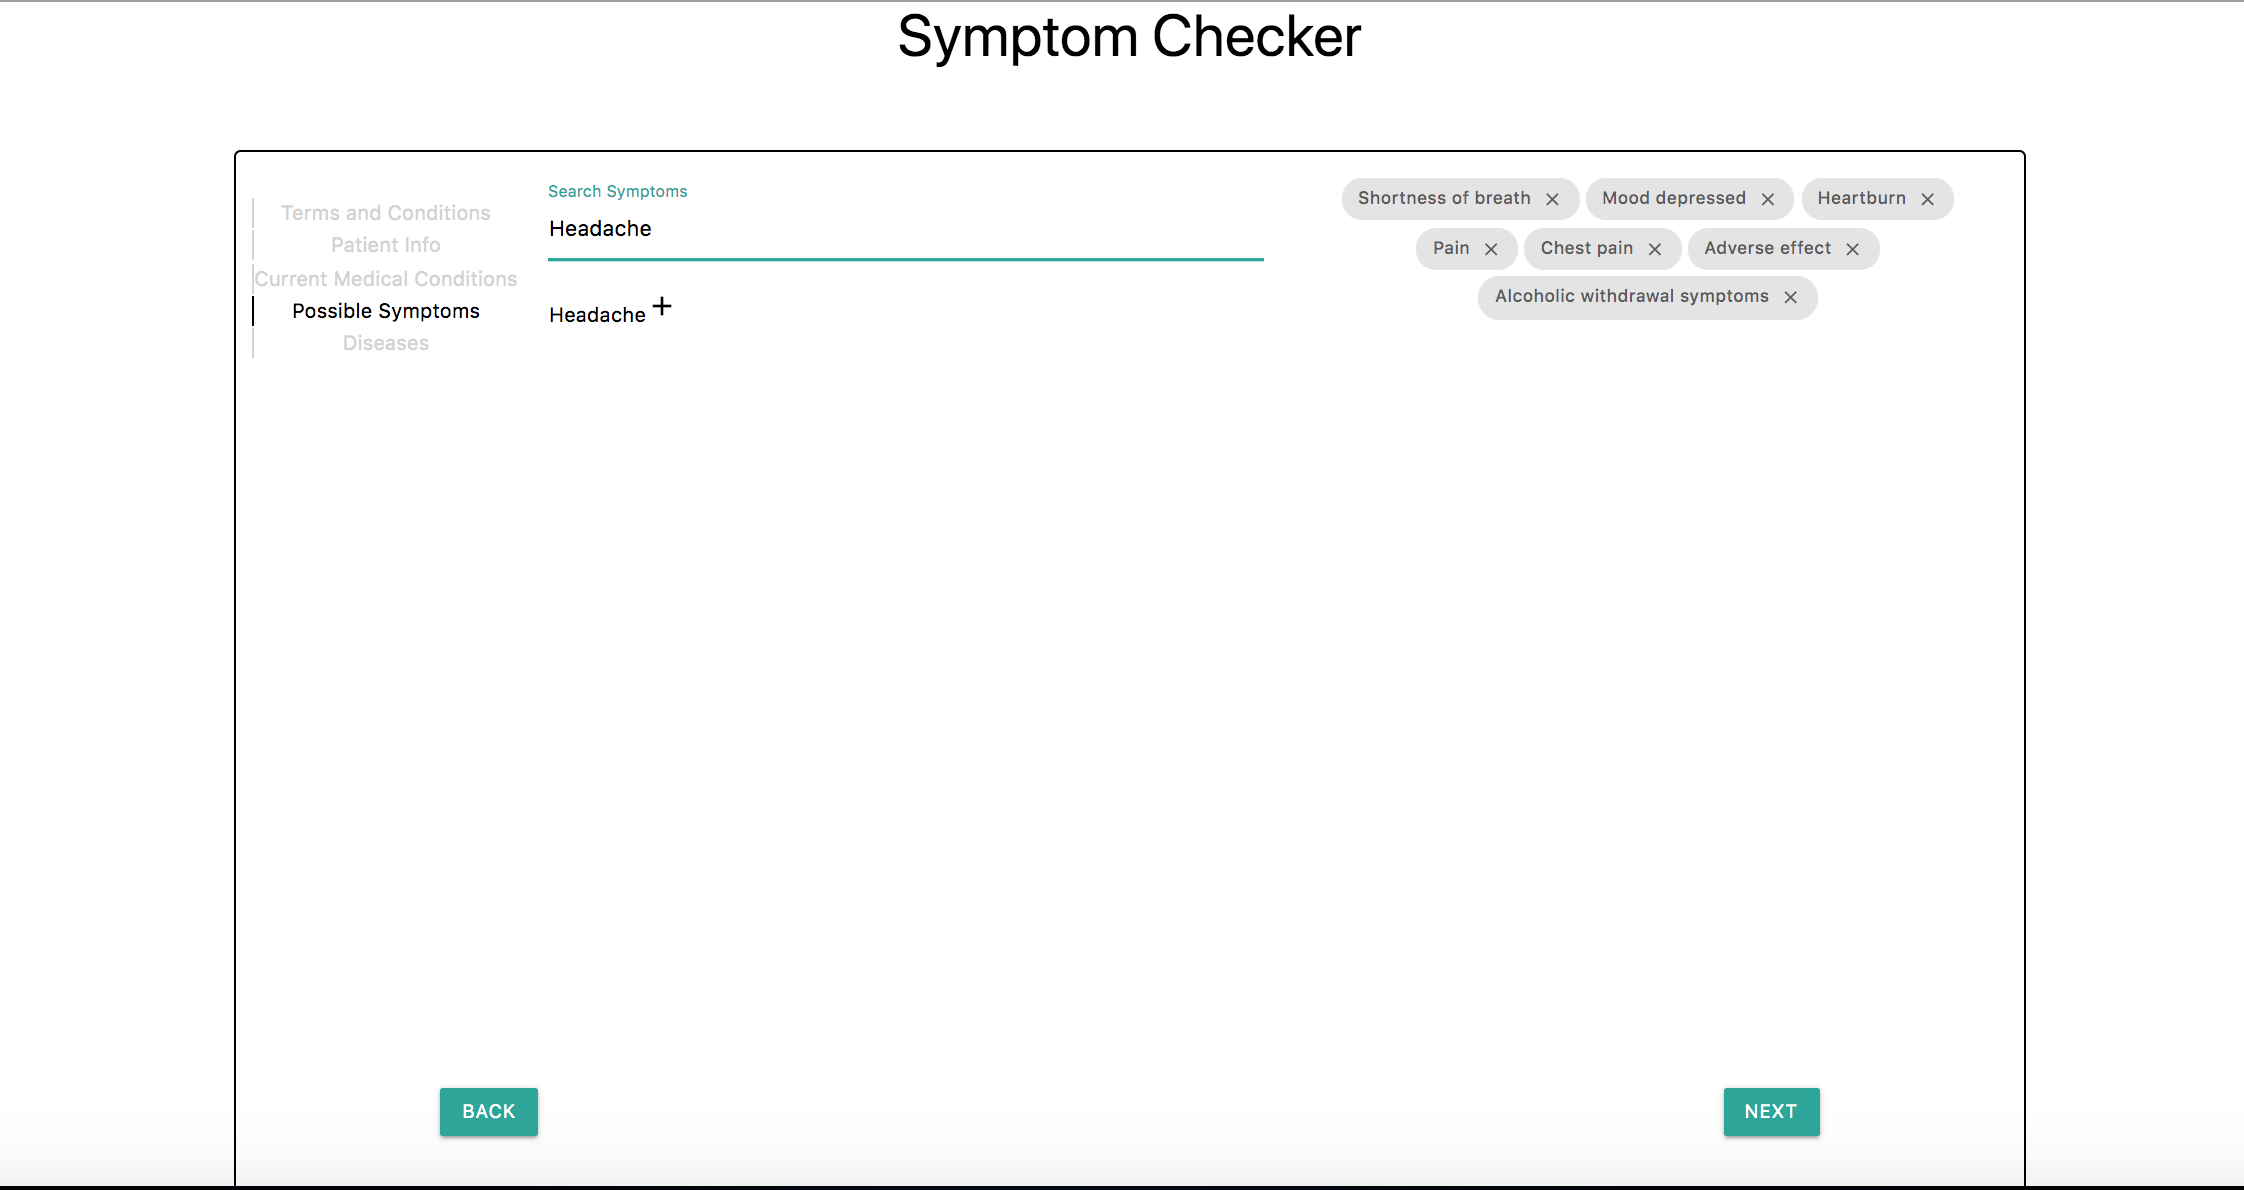 Symptom Checker
Terms and Conditions
Patient Info
Current Medical Conditions
Possible Symptoms
Diseases
Search Symptoms
Headache
Headache +
Shortness of breath × Mood depressed × Heartburn ×
Pain × Chest pain × Adverse effect ×
Alcoholic withdrawal symptoms ×
BACK NEXT